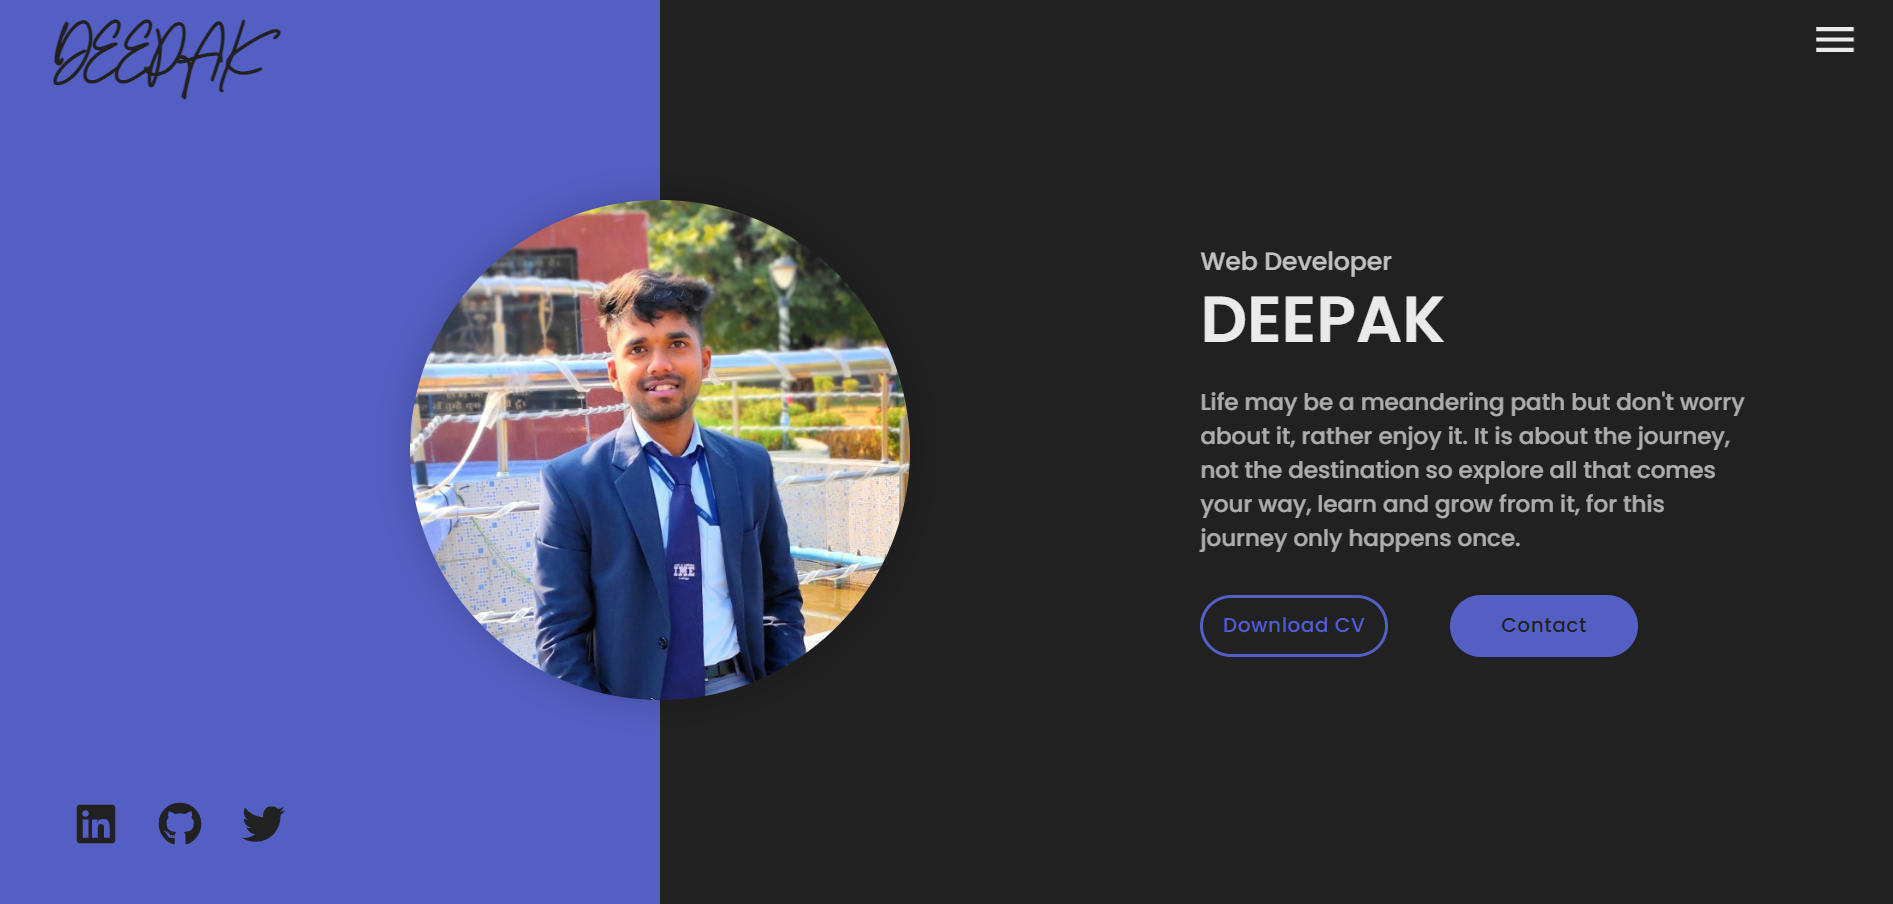 DEEPAK
Web Developer
DEEPAK
Life may be a meandering path but don't worry
about it, rather enjoy it. It is about the journey,
not the destination so explore all that comes
your way, learn and grow from it, for this
journey only happens once.
Download CV
Contact
IME
in